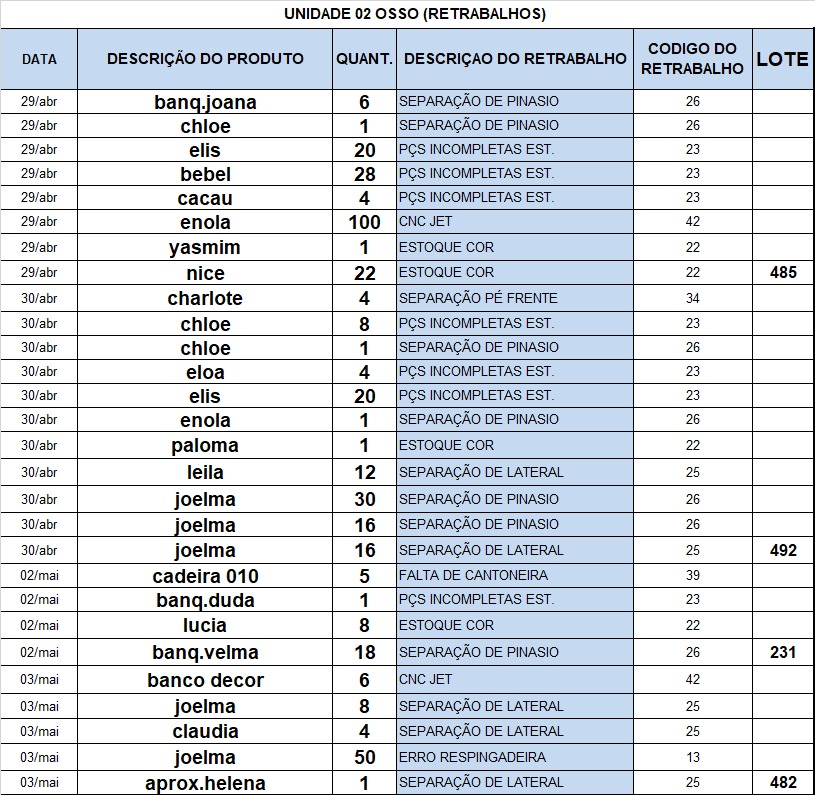 UNIDADE 02 OSSO (RETRABALHOS)
DATA DESCRIÇÃO DO PRODUTO QUANT. DESCRIÇAO DO RETRABALHO CODIGO DO RETRABALHO LOTE
29/abr banq.joana 6 SEPARAÇÃO DE PINASIO 26
29/abr chloe 1 SEPARAÇÃO DE PINASIO 26
29/abr elis 20 PÇS INCOMPLETAS EST. 23
29/abr bebel 28 PÇS INCOMPLETAS EST. 23
29/abr cacau 4 PÇS INCOMPLETAS EST. 23
29/abr enola 100 CNC JET 42
29/abr yasmim 1 ESTOQUE COR 22
29/abr nice 22 ESTOQUE COR 22 485
30/abr charlote 4 SEPARAÇÃO PÉ FRENTE 34
30/abr chloe 8 PÇS INCOMPLETAS EST. 23
30/abr chloe 1 SEPARAÇÃO DE PINASIO 26
30/abr eloa 4 PÇS INCOMPLETAS EST. 23
30/abr elis 20 PÇS INCOMPLETAS EST. 23
30/abr enola 1 SEPARAÇÃO DE PINASIO 26
30/abr paloma 1 ESTOQUE COR 22
30/abr leila 12 SEPARAÇÃO DE LATERAL 25
30/abr joelma 30 SEPARAÇÃO DE PINASIO 26
30/abr joelma 16 SEPARAÇÃO DE PINASIO 26
30/abr joelma 16 SEPARAÇÃO DE LATERAL 25 492
02/mai cadeira 010 5 FALTA DE CANTONEIRA 39
02/mai banq.duda 1 PÇS INCOMPLETAS EST. 23
02/mai lucia 8 ESTOQUE COR 22
02/mai banq.velma 18 SEPARAÇÃO DE PINASIO 26 231
03/mai banco decor 6 CNC JET 42
03/mai joelma 8 SEPARAÇÃO DE LATERAL 25
03/mai claudia 4 SEPARAÇÃO DE LATERAL 25
03/mai joelma 50 ERRO RESPINGADEIRA 13
03/mai aprox.helena 1 SEPARAÇÃO DE LATERAL 25 482